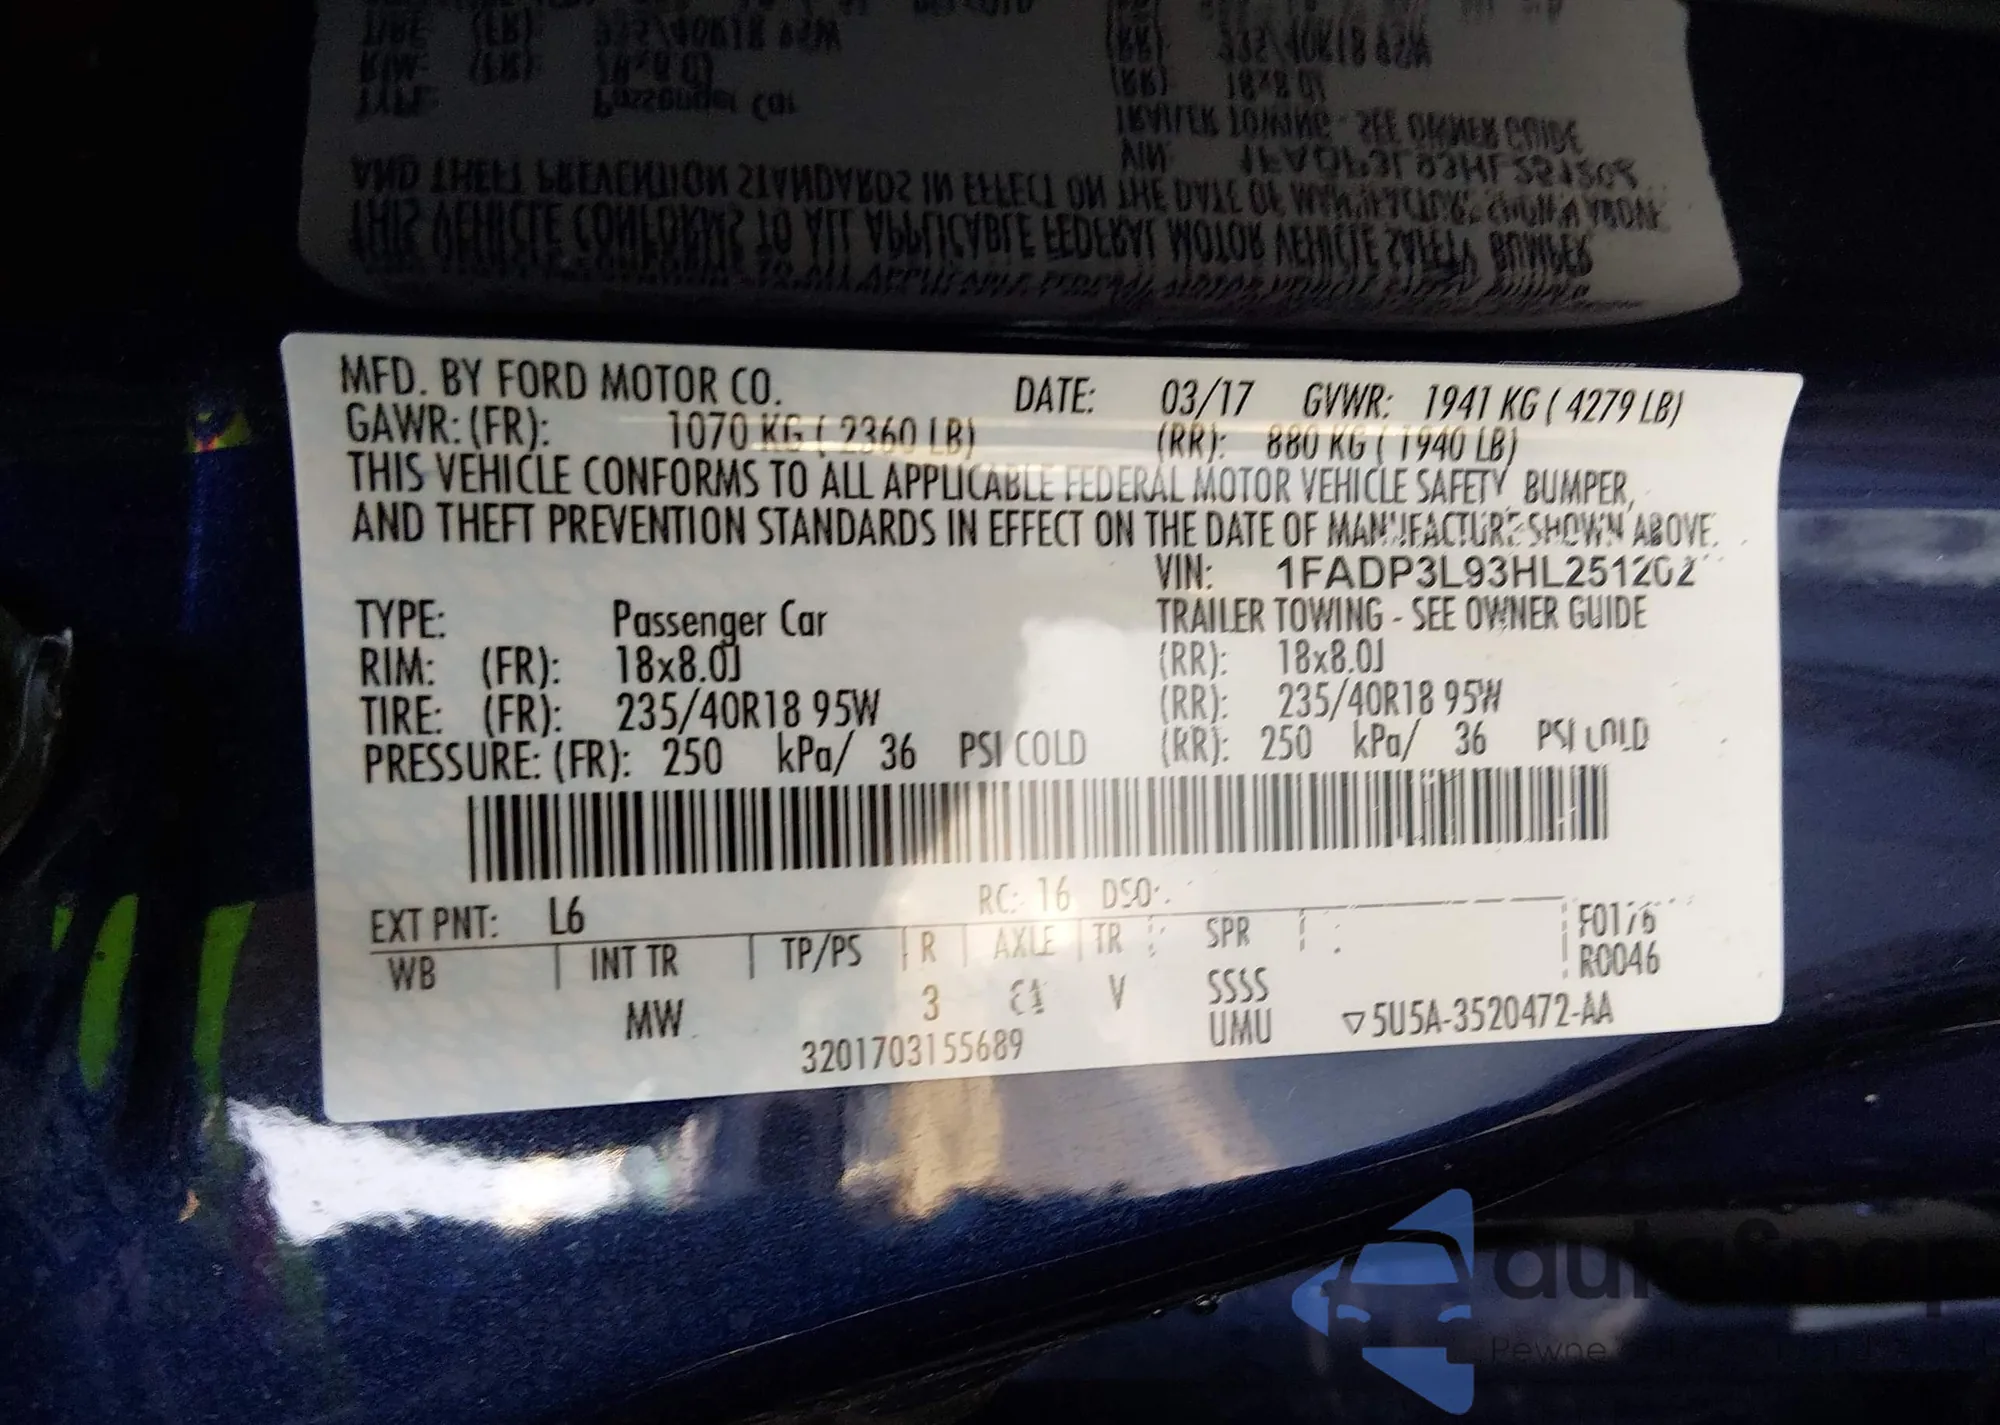 MFD. BY FORD MOTOR CO. DATE: 03/17 GVWR: 1941 KG ( 4279 LB)
GAWR: (FR): 1070 KG ( 2360 LB) (RR): 880 KG ( 1940 LB)
THIS VEHICLE CONFORMS TO ALL APPLICABLE FEDERAL MOTOR VEHICLE SAFETY, BUMPER,
AND THEFT PREVENTION STANDARDS IN EFFECT ON THE DATE OF MANUFACTURE SHOWN ABOVE.
VIN: 1FADP3L93HL251202
TYPE: Passenger Car TRAILER TOWING - SEE OWNER GUIDE
RIM: (FR): 18x8.0J (RR): 18x8.0J
TIRE: (FR): 235/40R18 95W (RR): 235/40R18 95W
PRESSURE: (FR): 250 kPa/ 36 PSI COLD (RR): 250 kPa/ 36 PSI COLD
EXT PNT: L6 RC: 16 DSO:
WB INT TR TP/PS R AXLE TR SPR F0176
R0046
MW 3 V SSSS
UMU ▽5U5A-3520472-AA
3201703155689
Pewne